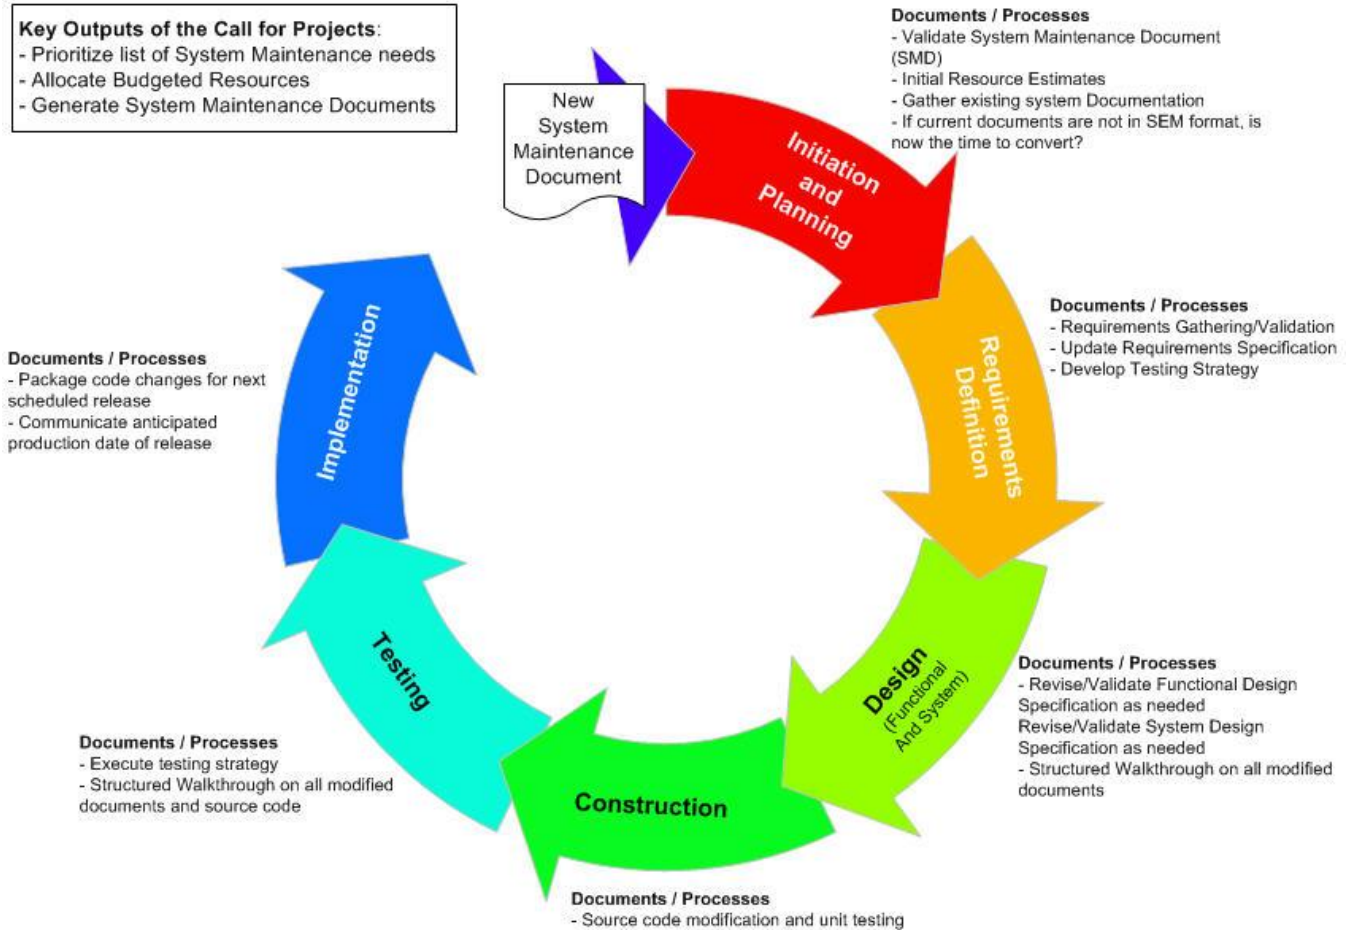 Key Outputs of the Call for Projects:
- Prioritize list of System Maintenance needs
- Allocate Budgeted Resources
- Generate System Maintenance Documents
New
System
Maintenance
Document
Initiation
and
Planning
Documents / Processes
- Validate System Maintenance Document
(SMD)
- Initial Resource Estimates
- Gather existing system Documentation
- If current documents are not in SEM format, is
now the time to convert?
Requirements
Definition
Documents / Processes
- Requirements Gathering/Validation
- Update Requirements Specification
- Develop Testing Strategy
Design
(Functional
And System)
Documents / Processes
- Revise/Validate Functional Design
Specification as needed
Revise/Validate System Design
Specification as needed
- Structured Walkthrough on all modified
documents
Construction
Documents / Processes
- Source code modification and unit testing
Testing
Documents / Processes
- Execute testing strategy
- Structured Walkthrough on all modified
documents and source code
Implementation
Documents / Processes
- Package code changes for next
scheduled release
- Communicate anticipated
production date of release